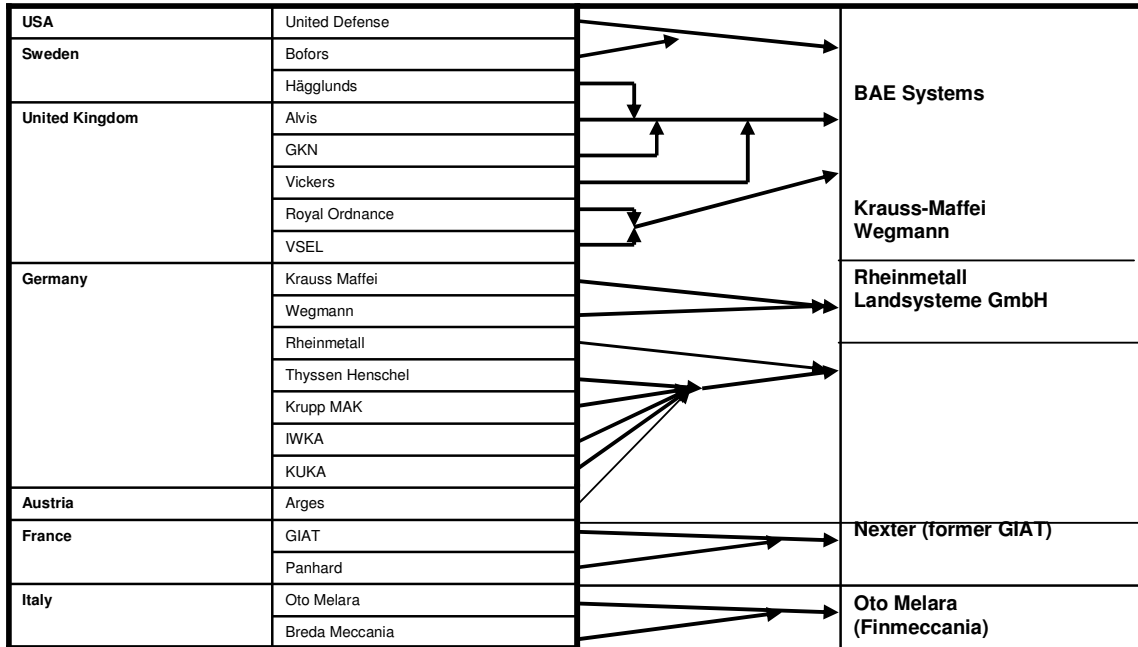 USA United Defense
Sweden Bofors
Hägglunds
BAE Systems
United Kingdom Alvis
GKN
Vickers
Royal Ordnance
Krauss-Maffei
Wegmann
VSEL
Germany Krauss Maffei
Rheinmetall
Landsysteme GmbH
Wegmann
Rheinmetall
Thyssen Henschel
Krupp MAK
IWKA
KUKA
Austria Arges
France GIAT
Nexter (former GIAT)
Panhard
Italy Oto Melara
Oto Melara
(Finmeccania)
Breda Meccania